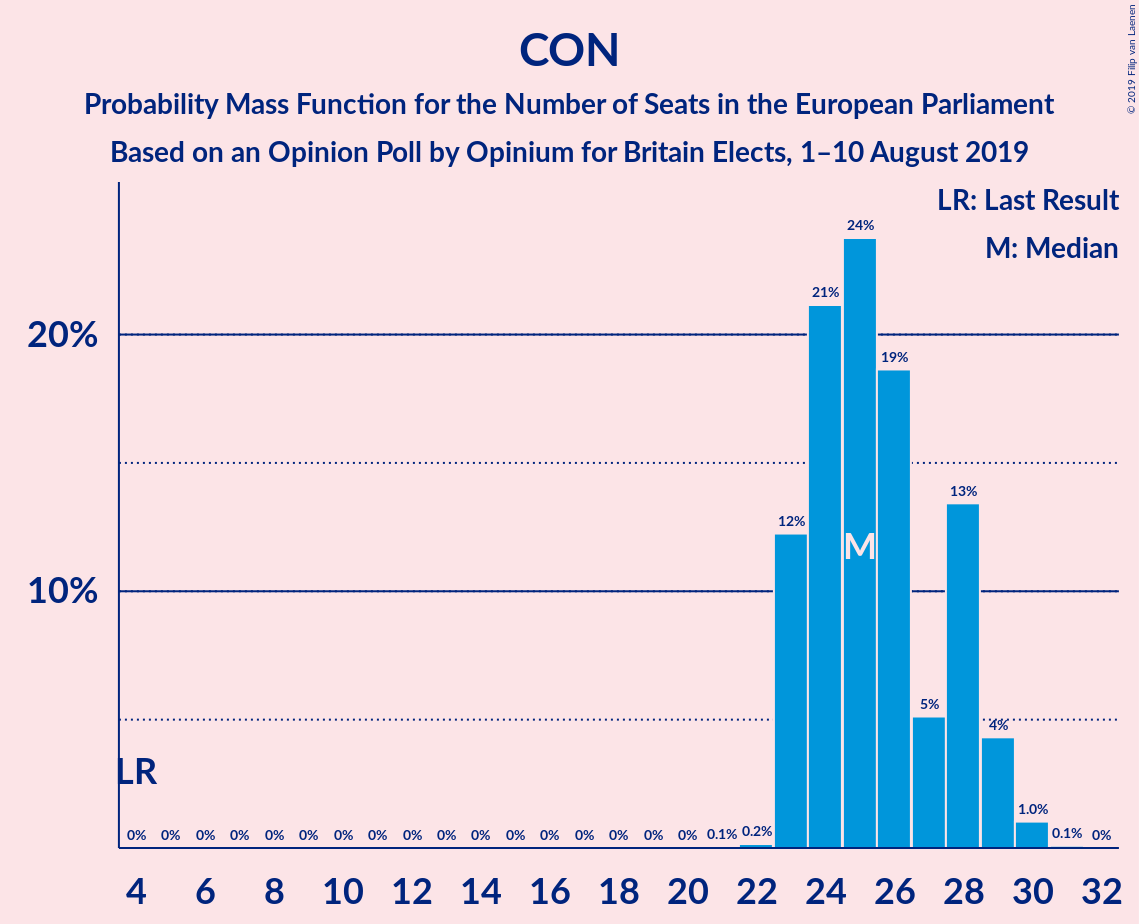 © 2019 Filip van Laenen
CON
Probability Mass Function for the Number of Seats in the European Parliament
Based on an Opinion Poll by Opinium for Britain Elects, 1–10 August 2019
LR: Last Result
M: Median
24%
21%
20%
19%
13%
12%
M
10%
5%
4%
LR
1.0%
0% 0% 0% 0% 0% 0% 0% 0% 0% 0% 0% 0% 0% 0% 0% 0% 0% 0.1% 0.2% 0.1% 0%
4 6 8 10 12 14 16 18 20 22 24 26 28 30 32